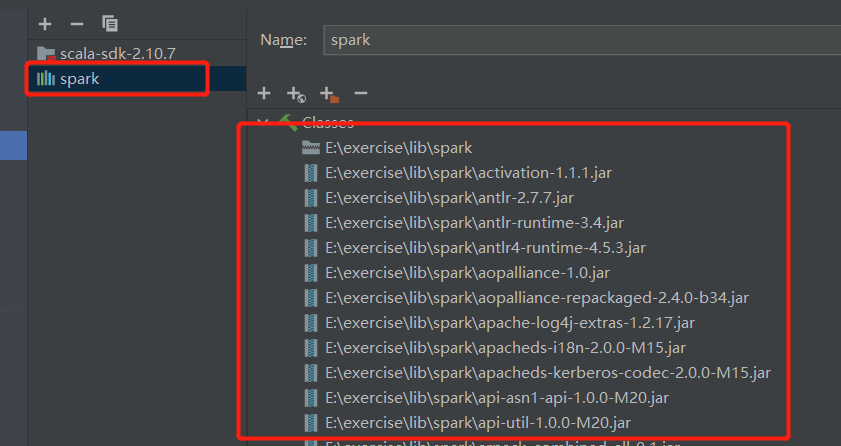 scala-sdk-2.10.7
spark
Name: spark
Classes
E:\exercise\lib\spark
E:\exercise\lib\spark\activation-1.1.1.jar
E:\exercise\lib\spark\antlr-2.7.7.jar
E:\exercise\lib\spark\antlr-runtime-3.4.jar
E:\exercise\lib\spark\antlr4-runtime-4.5.3.jar
E:\exercise\lib\spark\aopalliance-1.0.jar
E:\exercise\lib\spark\aopalliance-repackaged-2.4.0-b34.jar
E:\exercise\lib\spark\apache-log4j-extras-1.2.17.jar
E:\exercise\lib\spark\apacheds-i18n-2.0.0-M15.jar
E:\exercise\lib\spark\apacheds-kerberos-codec-2.0.0-M15.jar
E:\exercise\lib\spark\api-asn1-api-1.0.0-M20.jar
E:\exercise\lib\spark\api-util-1.0.0-M20.jar